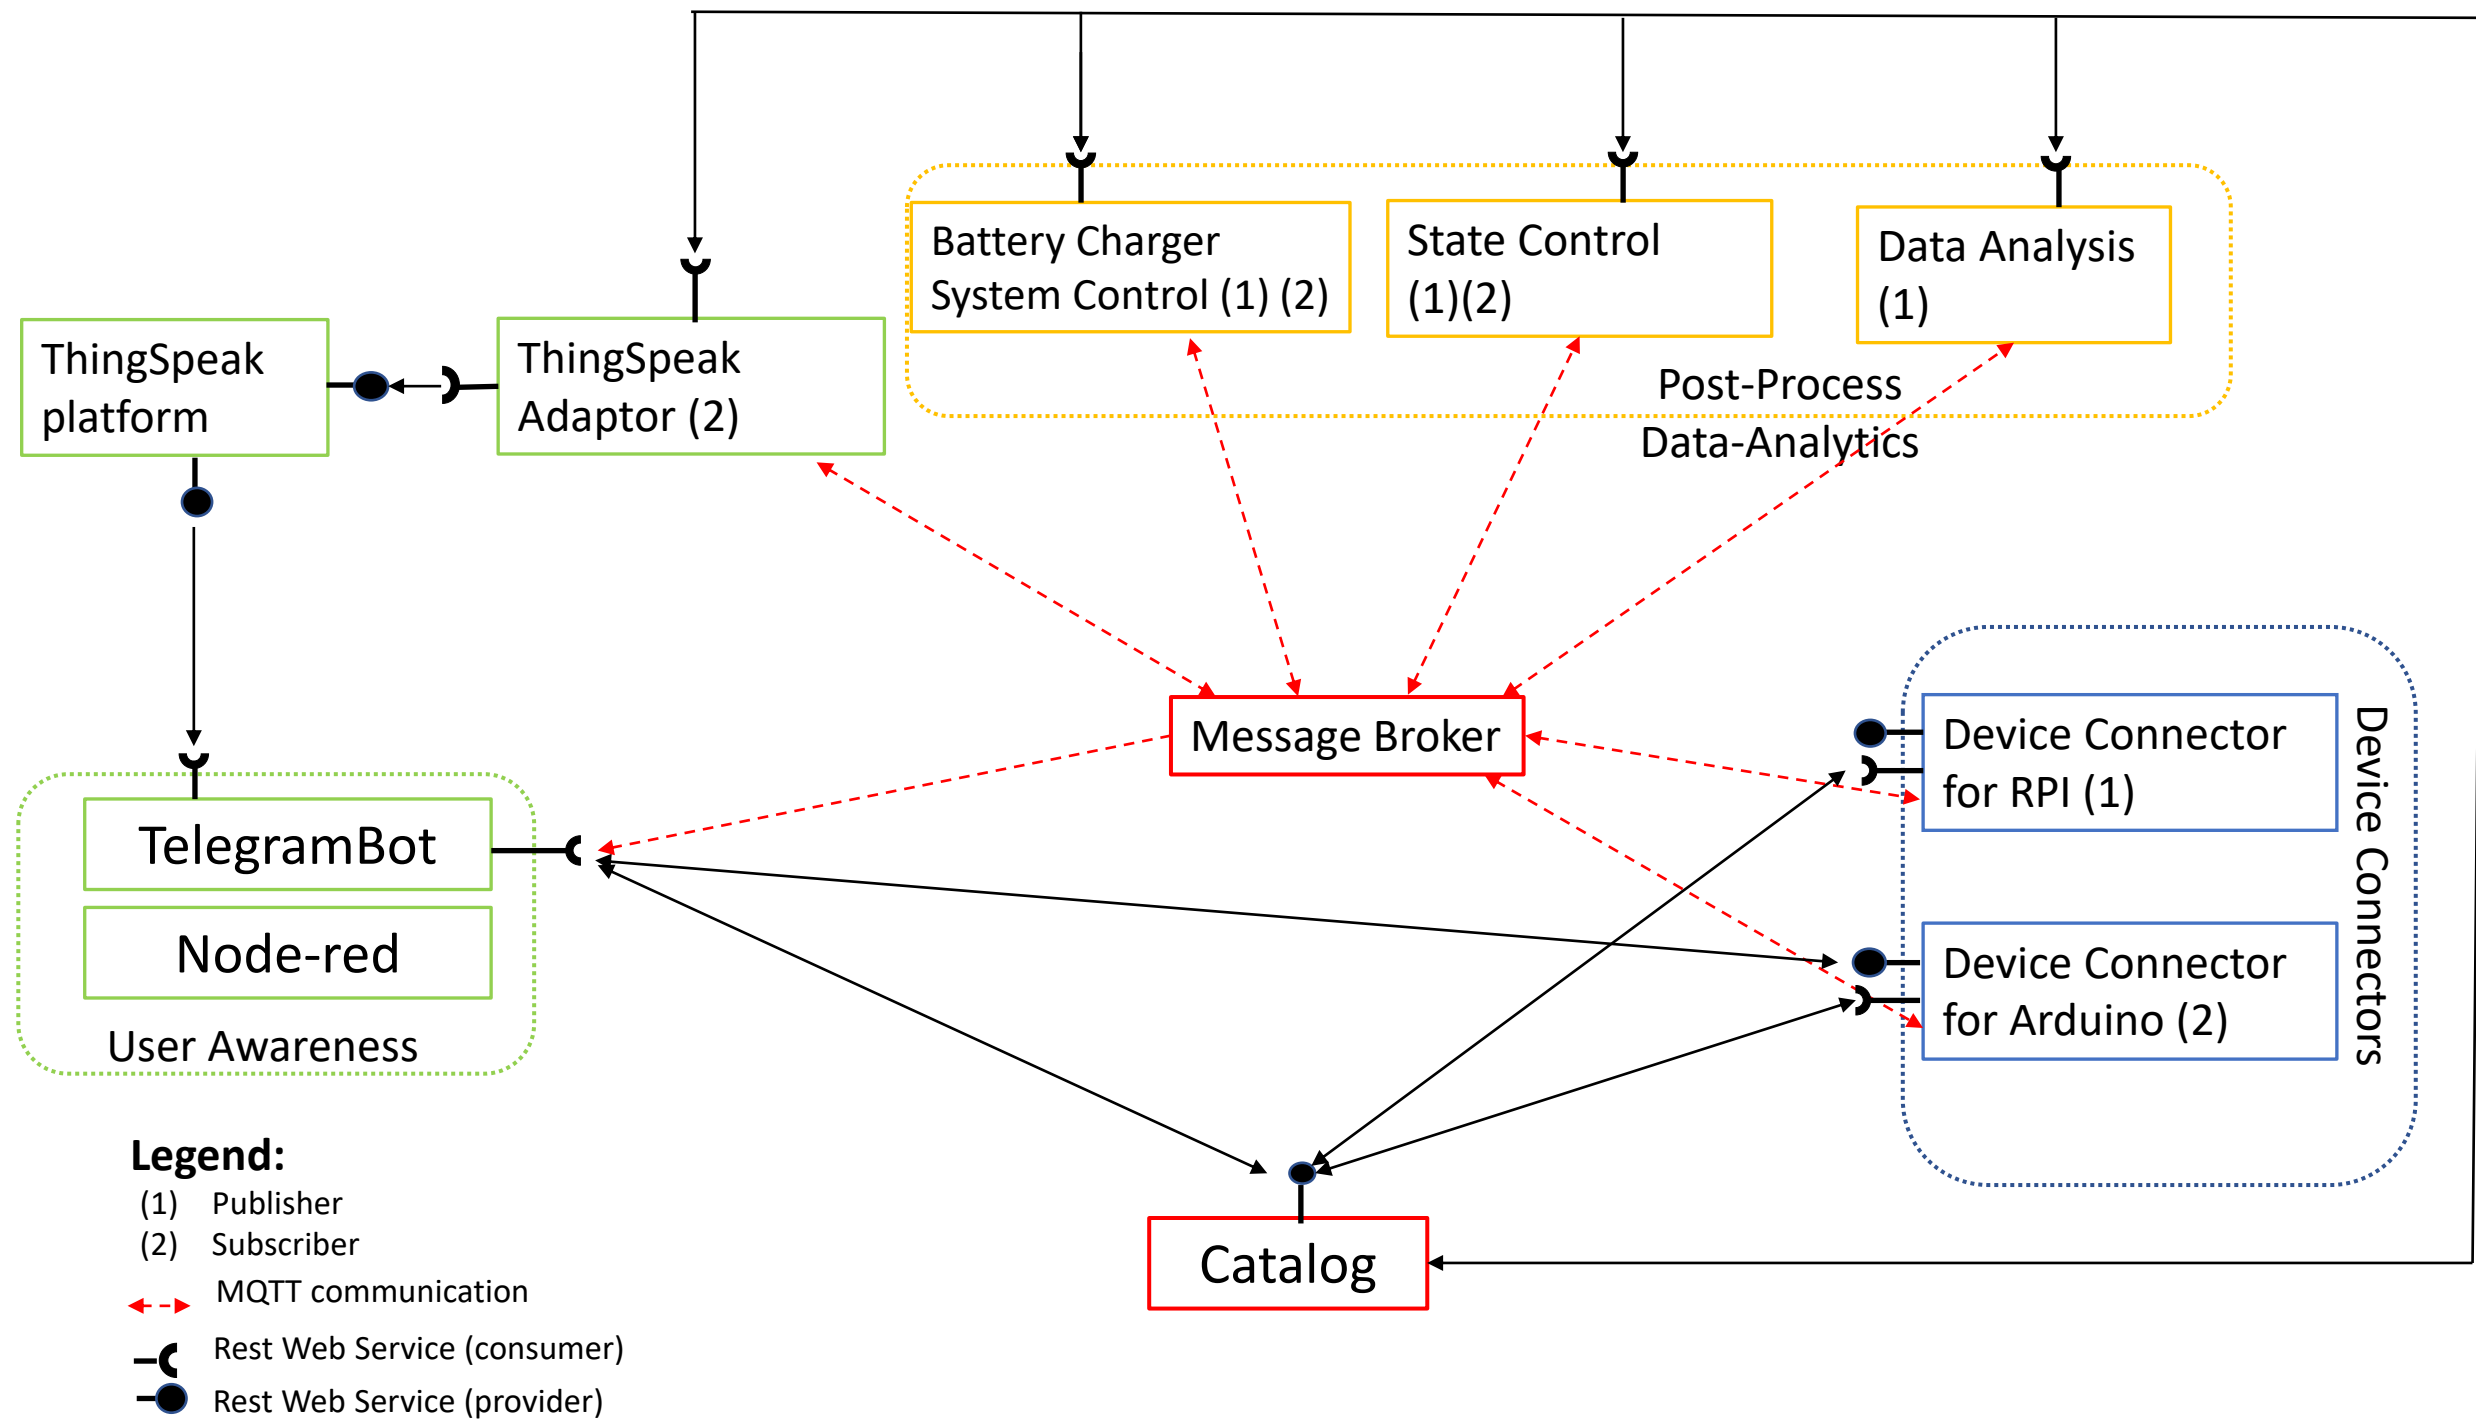 Battery Charger
System Control (1) (2)
State Control
(1)(2)
Data Analysis
(1)
ThingSpeak
platform
ThingSpeak
Adaptor (2)
Post-Process
Data-Analytics
Message Broker
Device Connector
for RPI (1)
Device Connectors
TelegramBot
Node-red
User Awareness
Device Connector
for Arduino (2)
Catalog
Legend:
(1) Publisher
(2) Subscriber
MQTT communication
Rest Web Service (consumer)
Rest Web Service (provider)